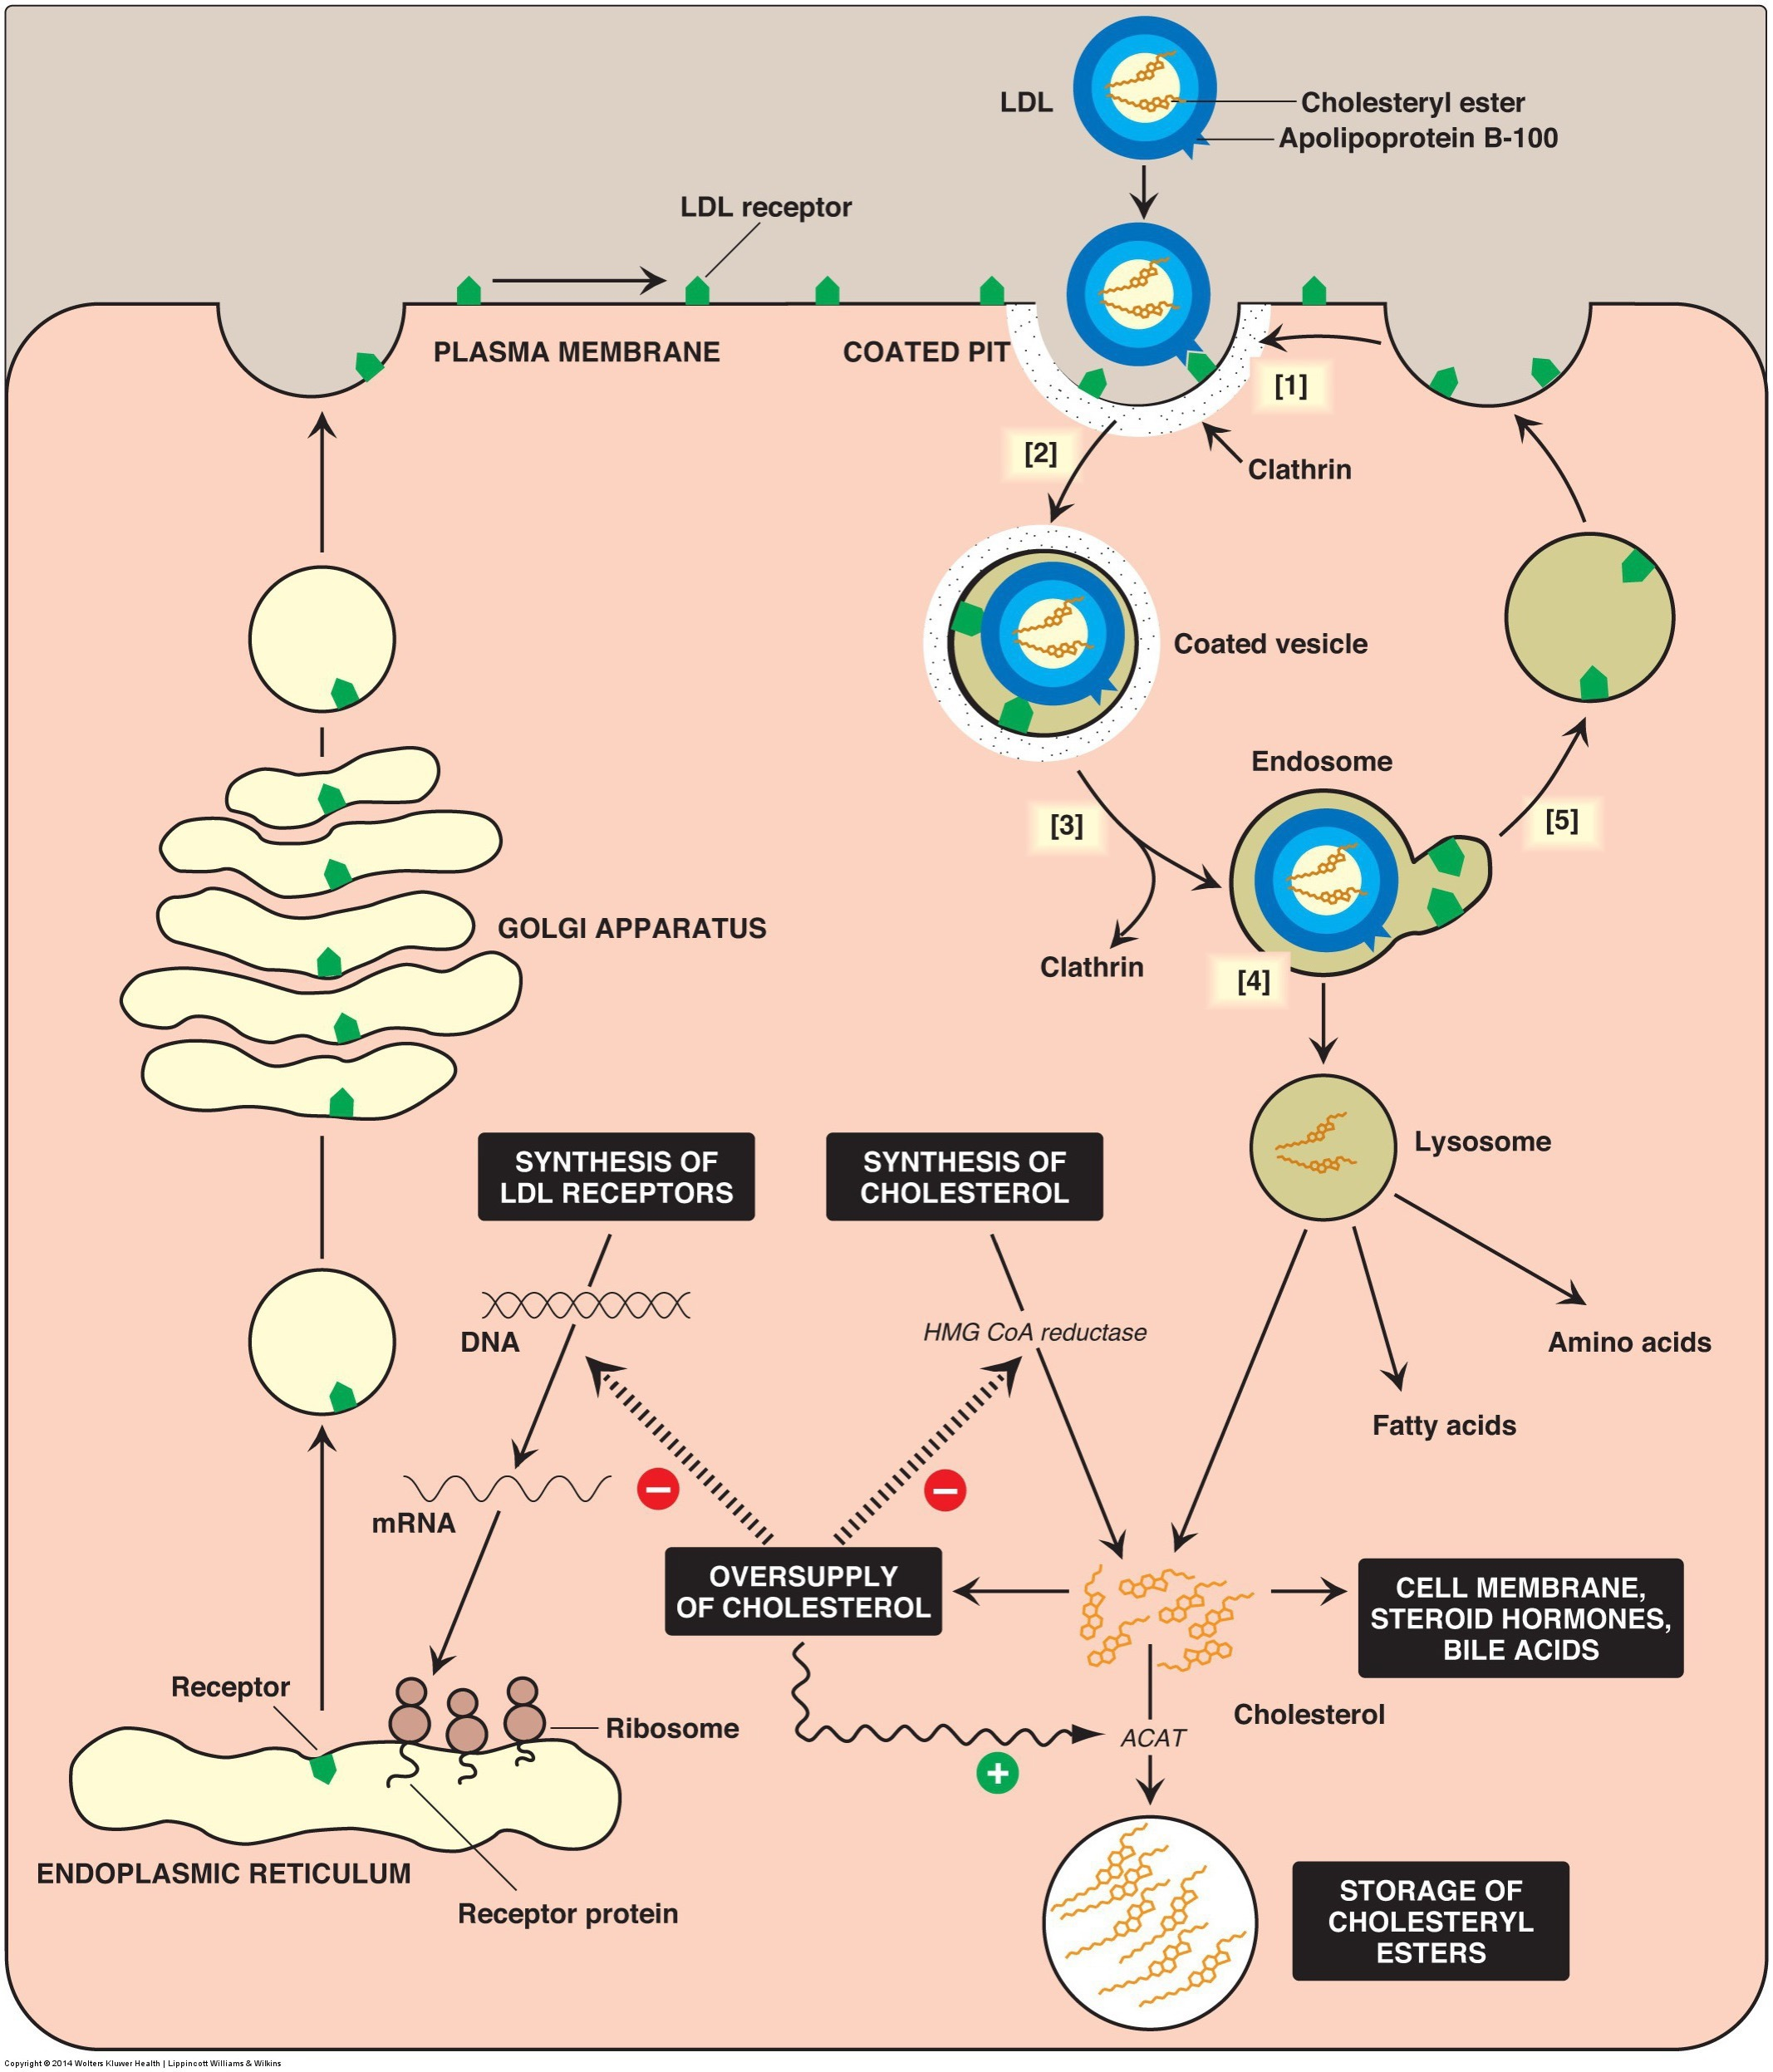 LDL
Cholesteryl ester
Apolipoprotein B-100
LDL receptor
PLASMA MEMBRANE
COATED PIT
[1]
[2]
Clathrin
Coated vesicle
Endosome
[3]
[5]
GOLGI APPARATUS
Clathrin
[4]
Lysosome
SYNTHESIS OF
LDL RECEPTORS
SYNTHESIS OF
CHOLESTEROL
DNA
HMG CoA reductase
Amino acids
Fatty acids
mRNA
OVERSUPPLY
OF CHOLESTEROL
CELL MEMBRANE,
STEROID HORMONES,
BILE ACIDS
Receptor
Ribosome
Cholesterol
ACAT
ENDOPLASMIC RETICULUM
Receptor protein
STORAGE OF
CHOLESTERYL
ESTERS
Copyright © 2014 Wolters Kluwer Health | Lippincott Williams & Wilkins